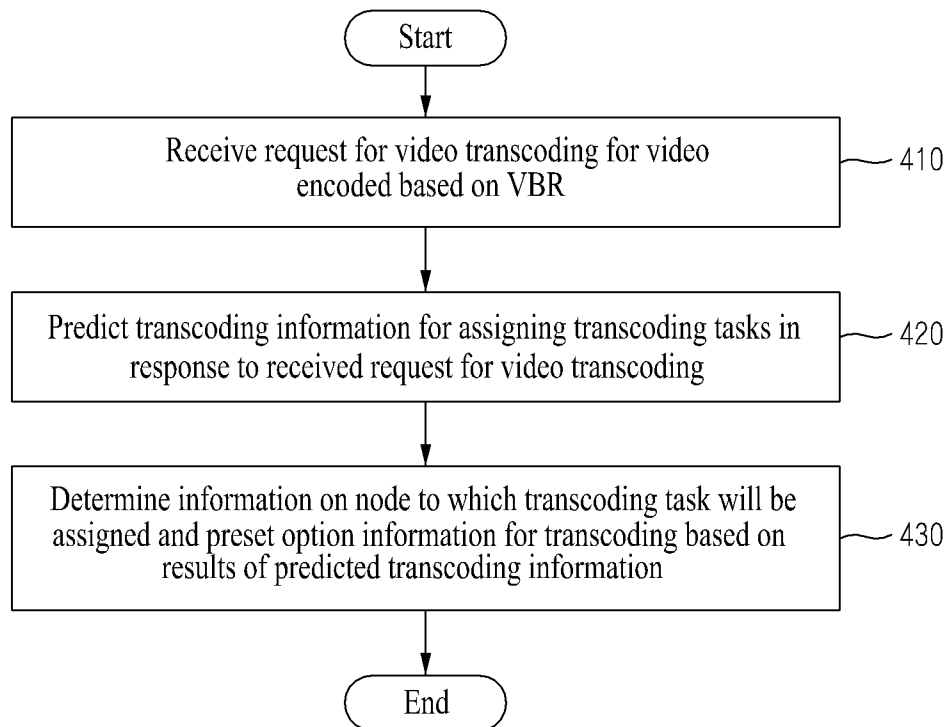 Start
Receive request for video transcoding for video
encoded based on VBR
410
Predict transcoding information for assigning transcoding tasks in
response to received request for video transcoding
420
Determine information on node to which transcoding task will be
assigned and preset option information for transcoding based on
results of predicted transcoding information
430
End